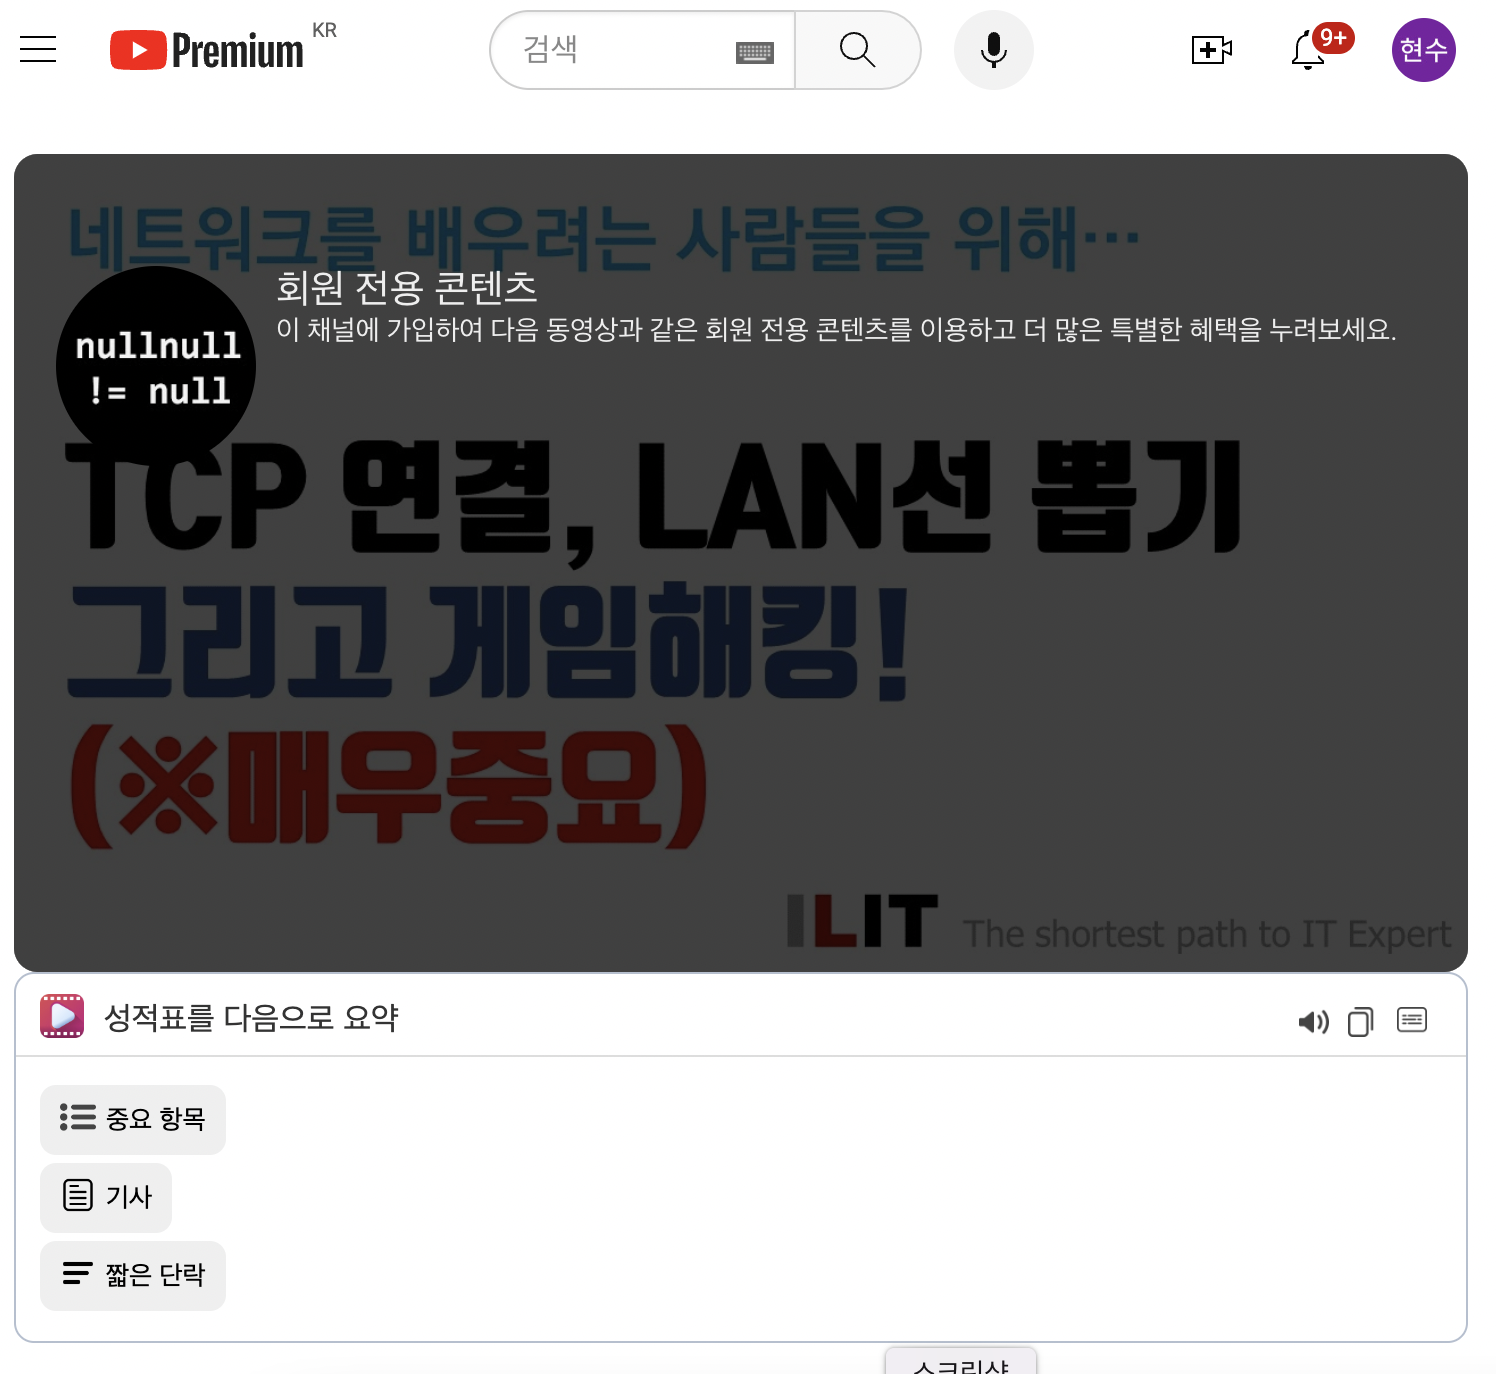 Premium KR
검색
9+
현수
네트워크를 배우려는 사람들을 위해…
회원 전용 콘텐츠
이 채널에 가입하여 다음 동영상과 같은 회원 전용 콘텐츠를 이용하고 더 많은 특별한 혜택을 누려보세요.
nullnull
!= null
TCP 연결, LAN선 뽑기
그리고 게임해킹!
(※매우중요)
ILIT The shortest path to IT Expert
성적표를 다음으로 요약
중요 항목
기사
짧은 단락
스크린샷